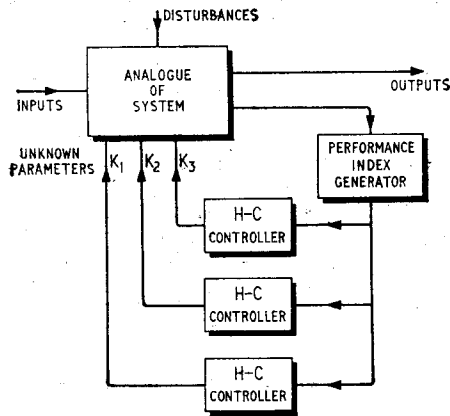 DISTURBANCES
ANALOGUE
OF
SYSTEM
INPUTS
OUTPUTS
UNKNOWN
PARAMETERS
K1
K2
K3
PERFORMANCE
INDEX
GENERATOR
H-C
CONTROLLER
H-C
CONTROLLER
H-C
CONTROLLER